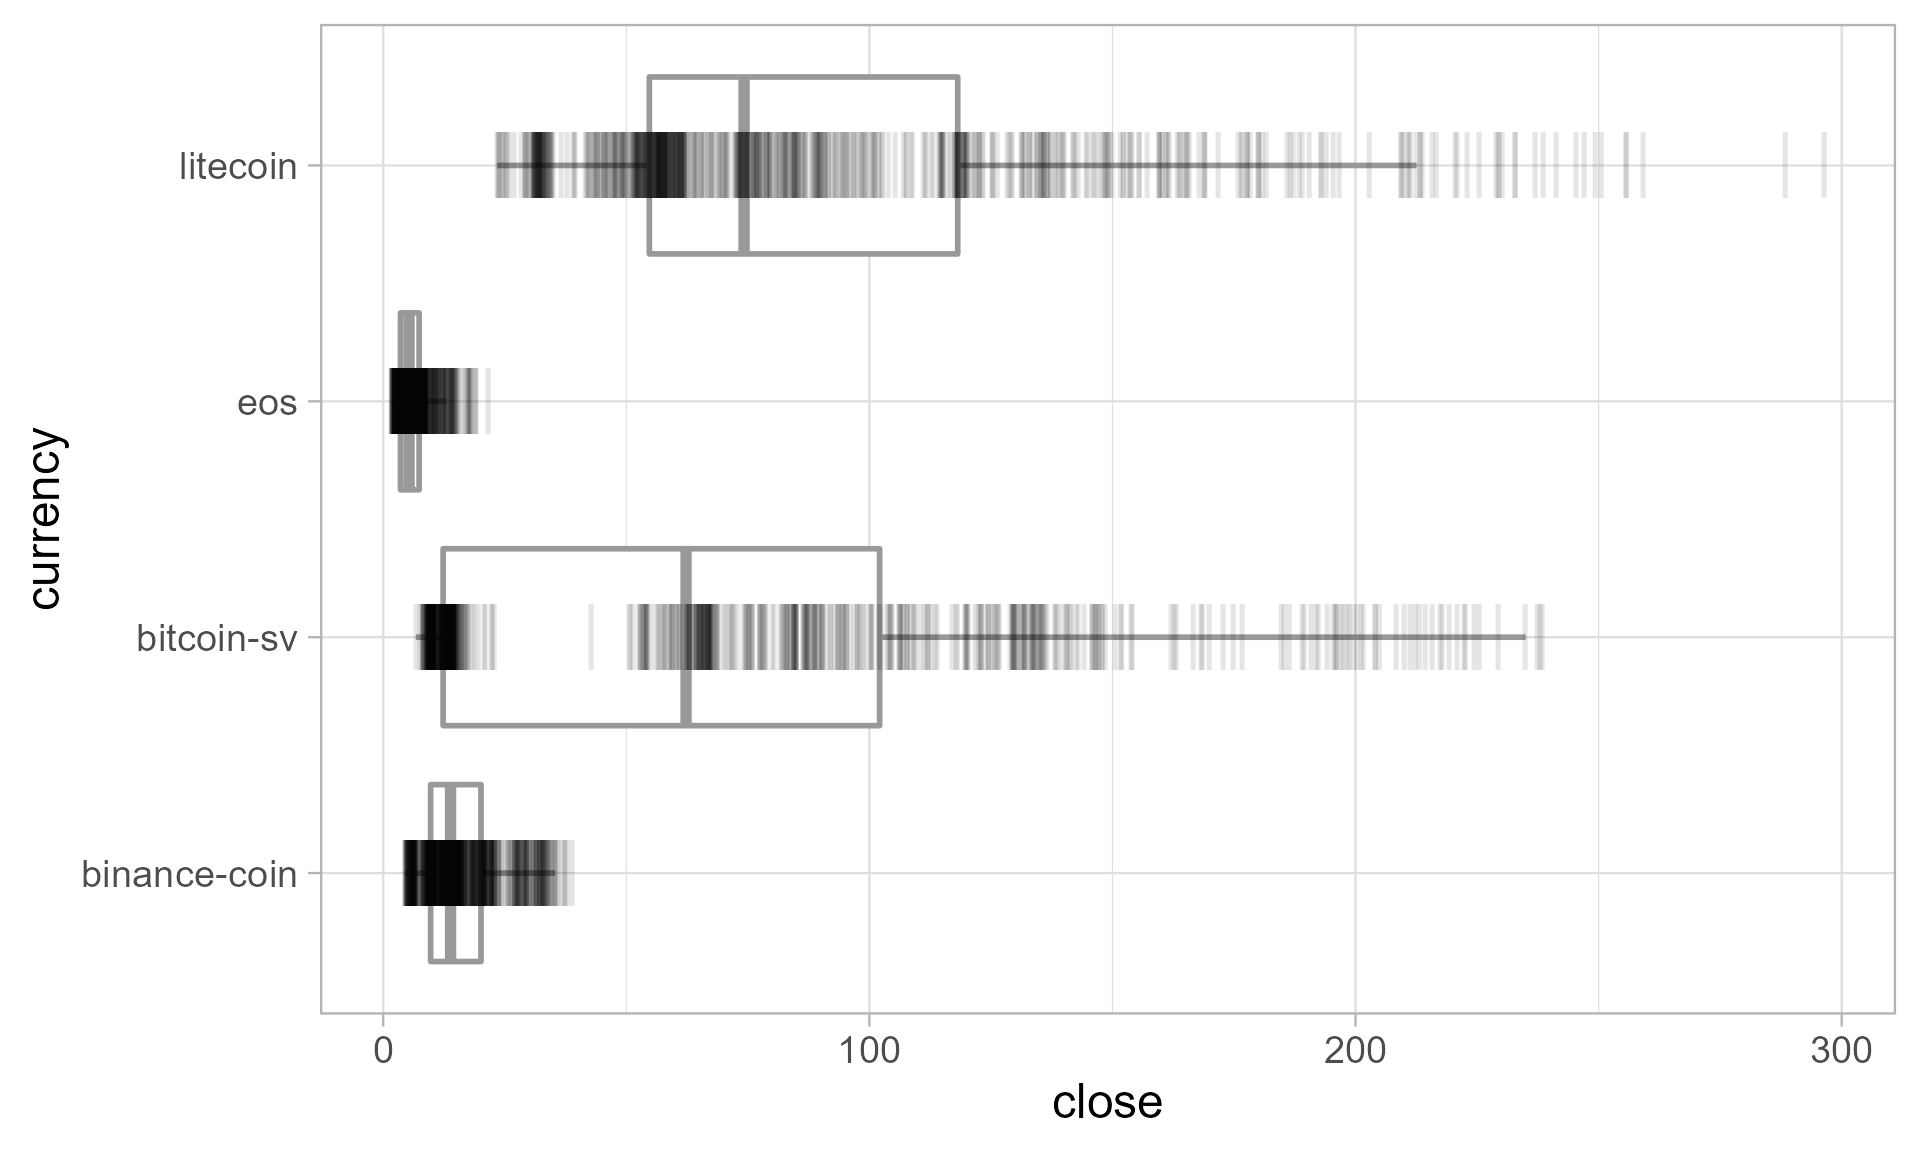 litecoin
eos
bitcoin-sv
binance-coin
currency
0 100 200 300
close